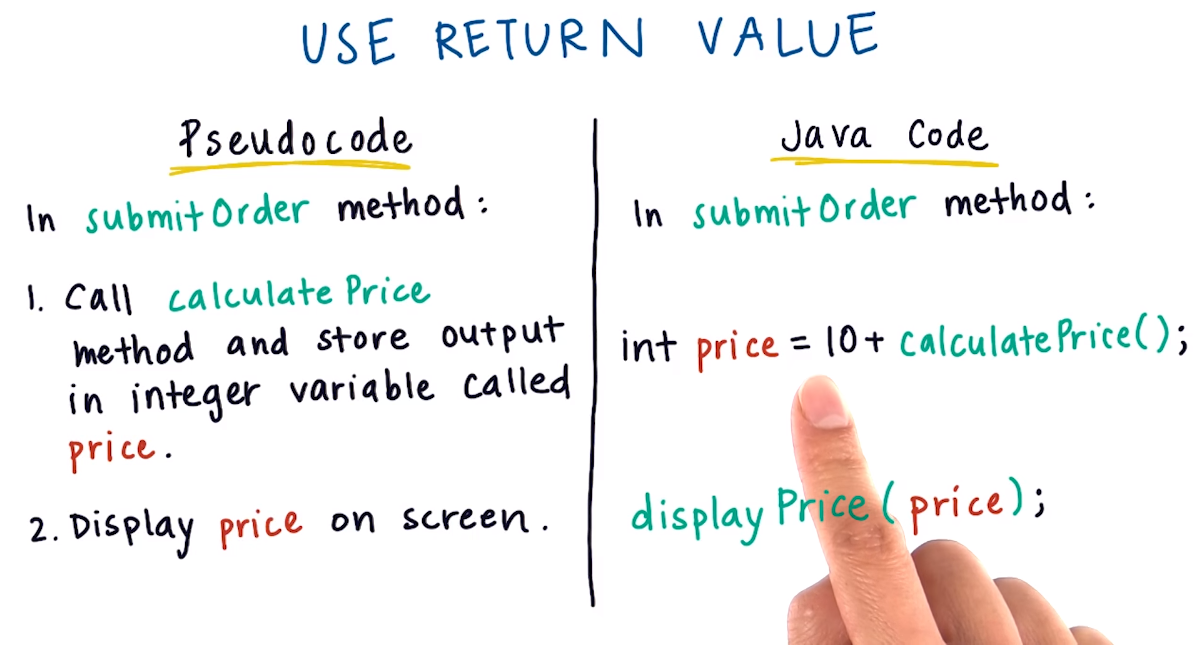 USE RETURN VALUE
Pseudocode
In submitOrder method:
1. Call calculatePrice
method and store output
in integer variable called
price.
2. Display price on screen.
Java Code
In submitOrder method:
int price = 10 + calculatePrice();
displayPrice(price);